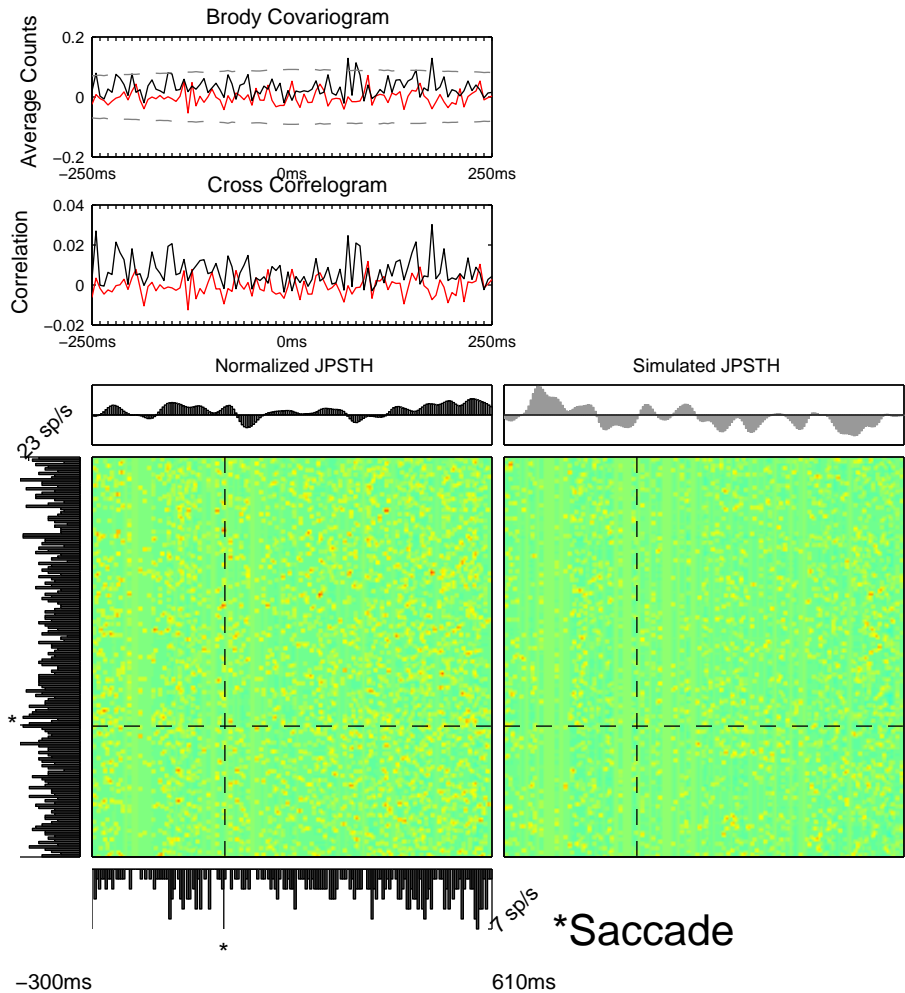 Brody Covariogram
Average Counts
0.2
0
−0.2
−250ms
0ms
250ms
Cross Correlogram
Correlation
0.04
0.02
0
−0.02
−250ms
0ms
250ms
Normalized JPSTH
Simulated JPSTH
23 sp/s
*
7 sp/s
*
*Saccade
−300ms
610ms